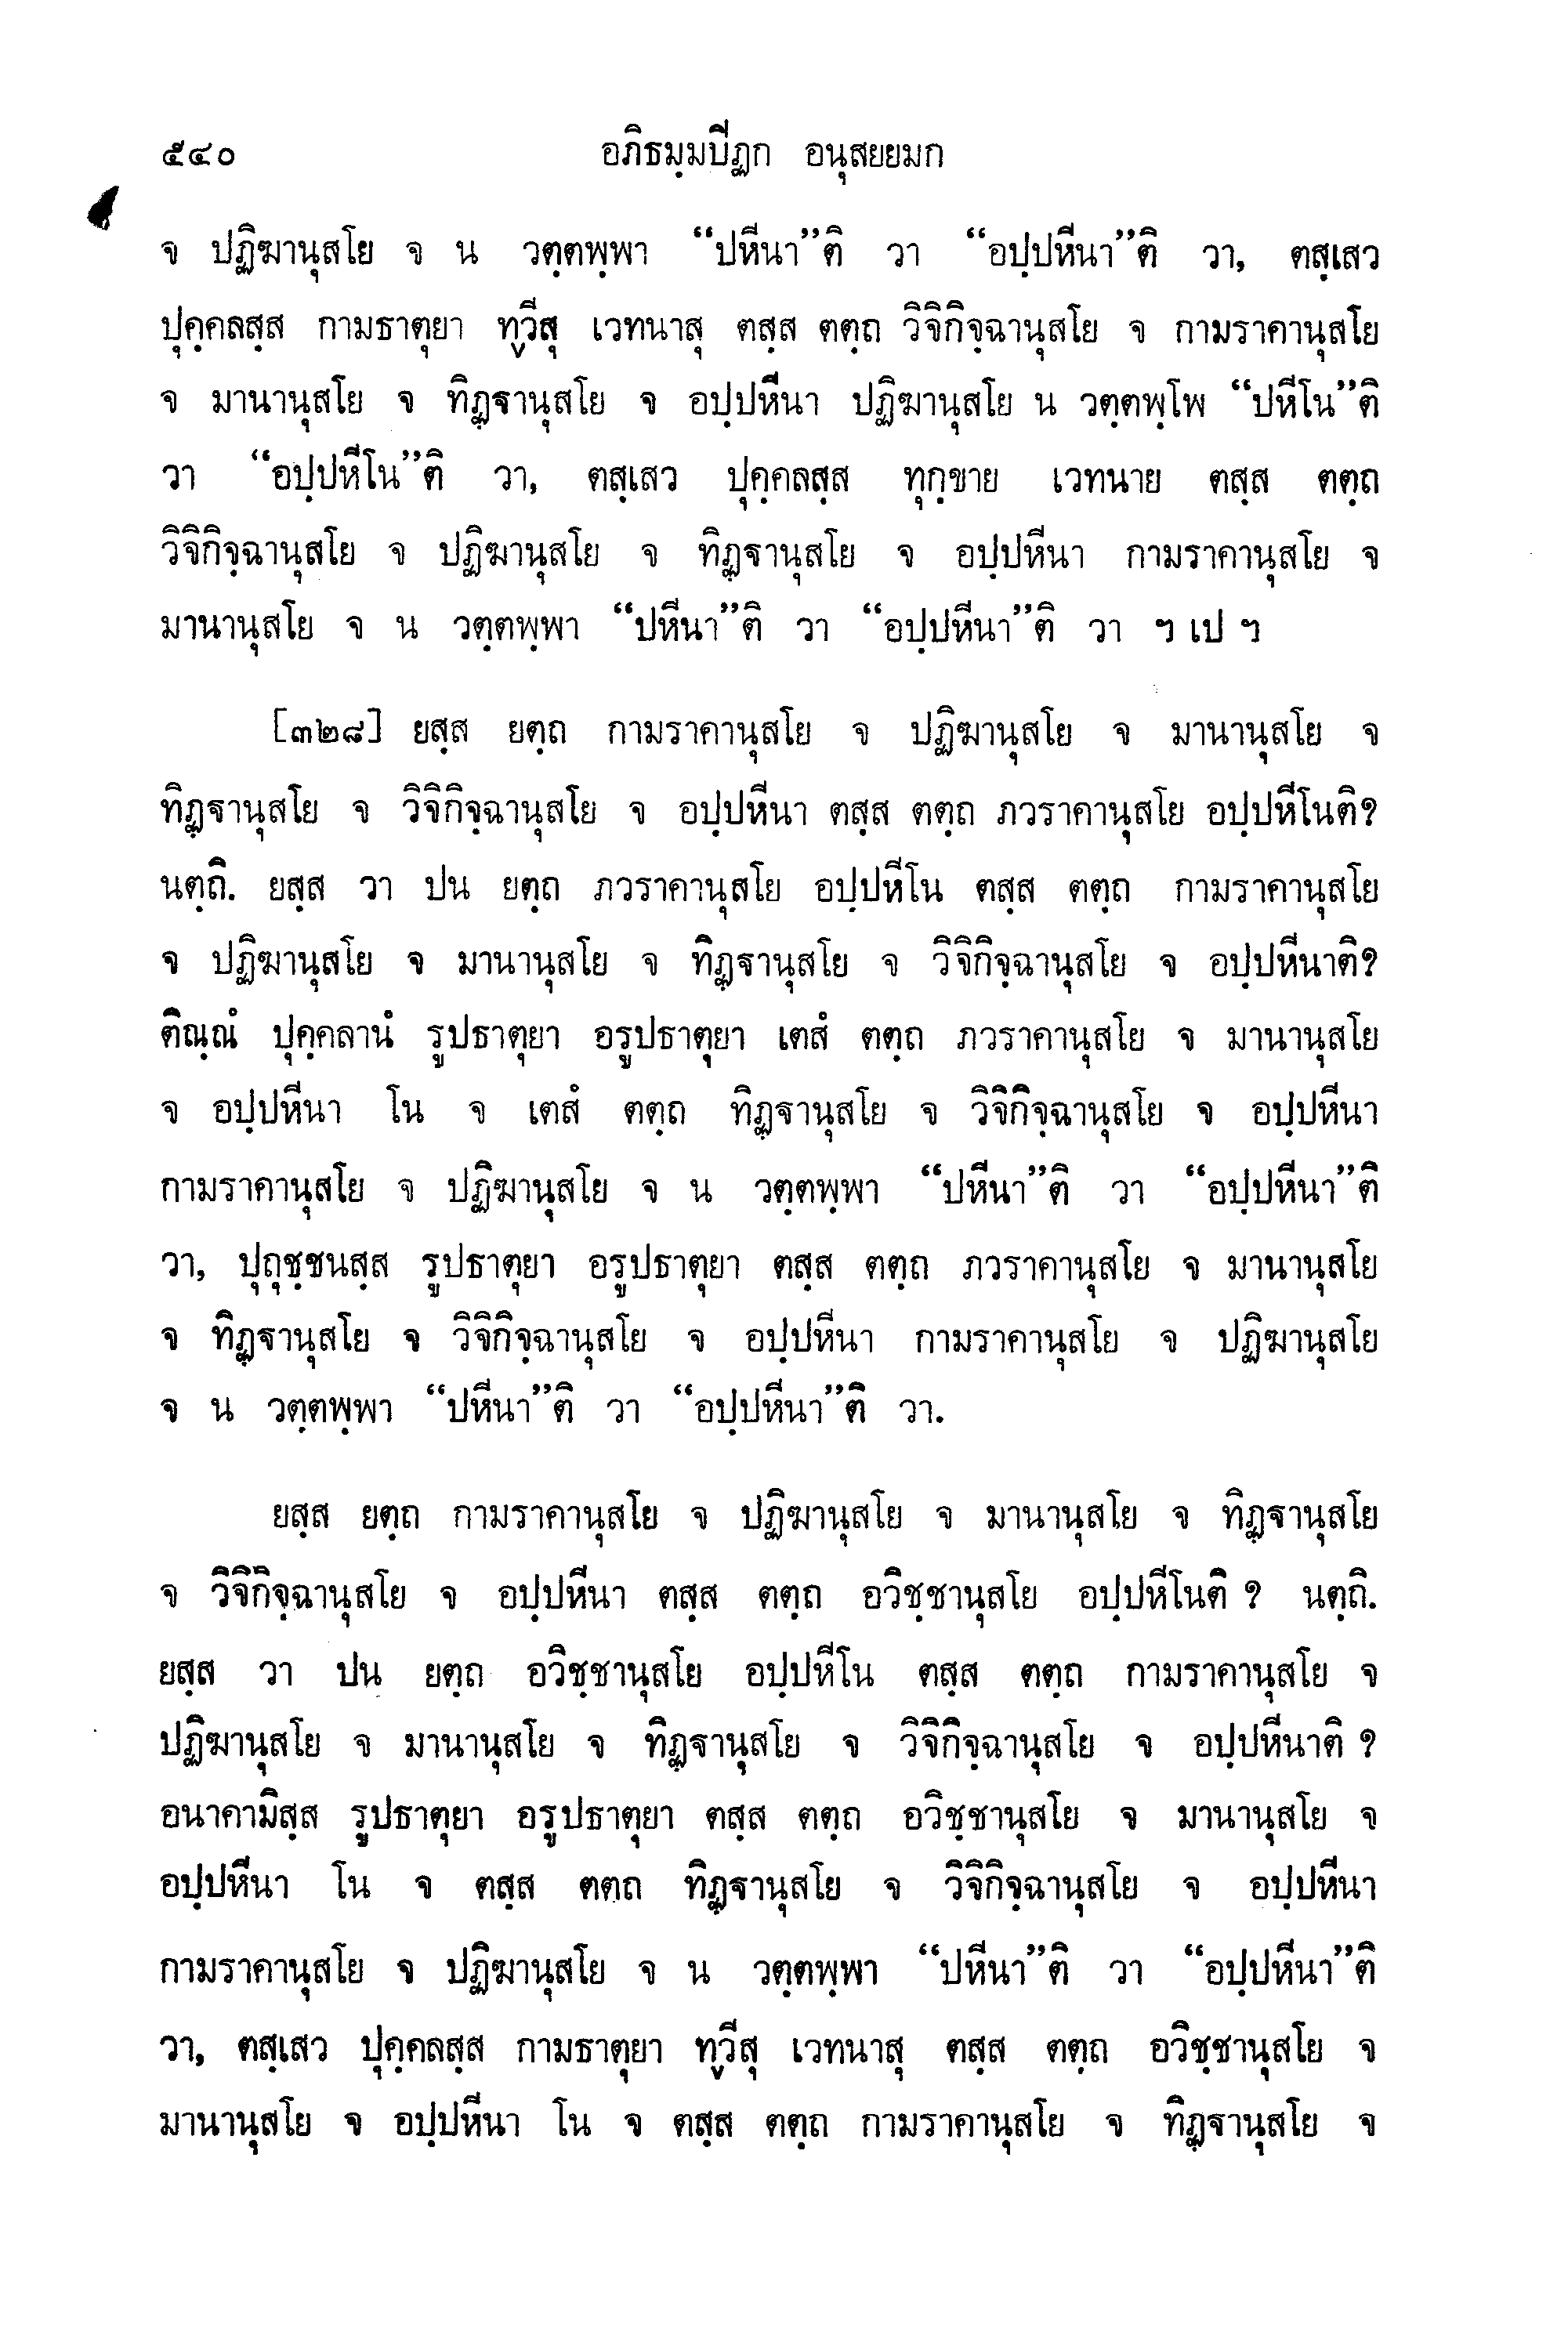 ๕๔๐ อภิธมฺมปีฏก อนุสยยมก
จ ปฏิฆานุสโย จ น วตฺตพฺพา “ปหีนา”ติ วา “อปฺปหีนา”ติ วา, ตสฺเสว
ปุคฺคลสฺส กามธาตุยา ทฺวีสุ เวทนาสุ ตสฺส ตตฺถ วิจิกิจฺฉานุสโย จ กามราคานุสโย
จ มานานุสโย จ ทิฏฺฐานุสโย จ อปฺปหีนา ปฏิฆานุสโย น วตฺตพฺโพ “ปหีโน”ติ
วา “อปฺปหีโน”ติ วา, ตสฺเสว ปุคฺคลสฺส ทุกฺขาย เวทนาย ตสฺส ตตฺถ
วิจิกิจฺฉานุสโย จ ปฏิฆานุสโย จ ทิฏฺฐานุสโย จ อปฺปหีนา กามราคานุสโย จ
มานานุสโย จ น วตฺตพฺพา “ปหีนา”ติ วา “อปฺปหีนา”ติ วา ฯ เป ฯ
[๓๒๘] ยสฺส ยตฺถ กามราคานุสโย จ ปฏิฆานุสโย จ มานานุสโย จ
ทิฏฺฐานุสโย จ วิจิกิจฺฉานุสโย จ อปฺปหีนา ตสฺส ตตฺถ ภวราคานุสโย อปฺปหีโนติ?
นตฺถิ. ยสฺส วา ปน ยตฺถ ภวราคานุสโย อปฺปหีโน ตสฺส ตตฺถ กามราคานุสโย
จ ปฏิฆานุสโย จ มานานุสโย จ ทิฏฺฐานุสโย จ วิจิกิจฺฉานุสโย จ อปฺปหีนาติ?
ติณฺณํ ปุคฺคลานํ รูปธาตุยา อรูปธาตุยา เตสํ ตตฺถ ภวราคานุสโย จ มานานุสโย
จ อปฺปหีนา โน จ เตสํ ตตฺถ ทิฏฺฐานุสโย จ วิจิกิจฺฉานุสโย จ อปฺปหีนา
กามราคานุสโย จ ปฏิฆานุสโย จ น วตฺตพฺพา “ปหีนา”ติ วา “อปฺปหีนา”ติ
วา, ปุถุชฺชนสฺส รูปธาตุยา อรูปธาตุยา ตสฺส ตตฺถ ภวราคานุสโย จ มานานุสโย
จ ทิฏฺฐานุสโย จ วิจิกิจฺฉานุสโย จ อปฺปหีนา กามราคานุสโย จ ปฏิฆานุสโย
จ น วตฺตพฺพา “ปหีนา”ติ วา “อปฺปหีนา”ติ วา.
ยสฺส ยตฺถ กามราคานุสโย จ ปฏิฆานุสโย จ มานานุสโย จ ทิฏฺฐานุสโย
จ วิจิกิจฺฉานุสโย จ อปฺปหีนา ตสฺส ตตฺถ อวิชฺชานุสโย อปฺปหีโนติ ? นตฺถิ.
ยสฺส วา ปน ยตฺถ อวิชฺชานุสโย อปฺปหีโน ตสฺส ตตฺถ กามราคานุสโย จ
ปฏิฆานุสโย จ มานานุสโย จ ทิฏฺฐานุสโย จ วิจิกิจฺฉานุสโย จ อปฺปหีนาติ ?
อนาคามิสฺส รูปธาตุยา อรูปธาตุยา ตสฺส ตตฺถ อวิชฺชานุสโย จ มานานุสโย จ
อปฺปหีนา โน จ ตสฺส ตตฺถ ทิฏฺฐานุสโย จ วิจิกิจฺฉานุสโย จ อปฺปหีนา
กามราคานุสโย จ ปฏิฆานุสโย จ น วตฺตพฺพา “ปหีนา”ติ วา “อปฺปหีนา”ติ
วา, ตสฺเสว ปุคฺคลสฺส กามธาตุยา ทฺวีสุ เวทนาสุ ตสฺส ตตฺถ อวิชฺชานุสโย จ
มานานุสโย จ อปฺปหีนา โน จ ตสฺส ตตฺถ กามราคานุสโย จ ทิฏฺฐานุสโย จ